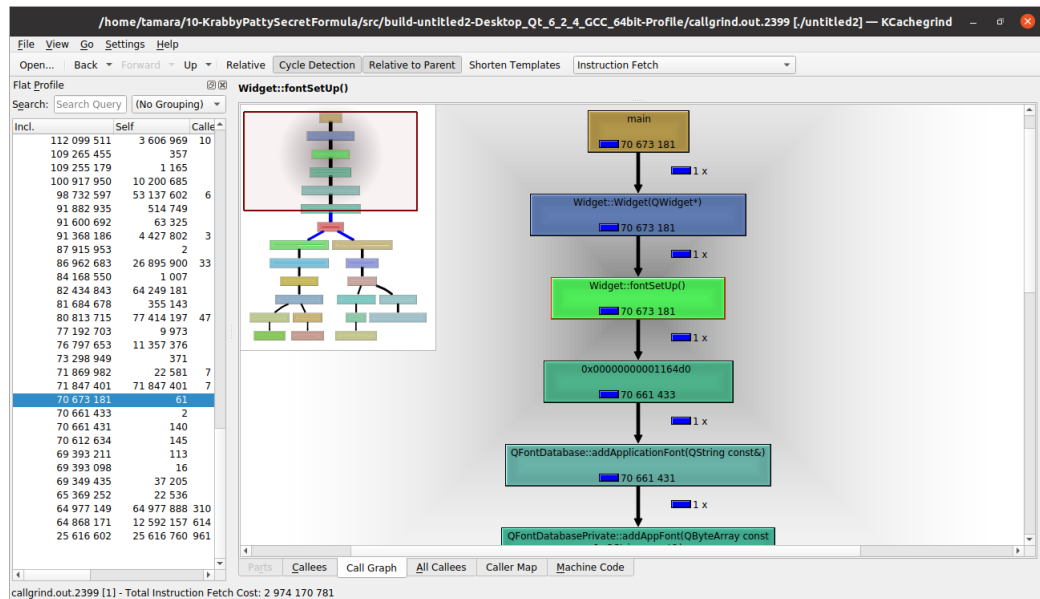 /home/tamara/10-KrabbyPattySecretFormula/src/build-untitled2-Desktop_Qt_6_2_4_GCC_64bit-Profile/callgrind.out.2399 [./untitled2] — KCachegrind
File View Go Settings Help
Open... Back Forward Up Relative Cycle Detection Relative to Parent Shorten Templates Instruction Fetch
Flat Profile
Search: Search Query (No Grouping)
Incl. Self Calle
112 099 511 3 606 969 10
109 265 455 357
109 255 179 1 165
100 917 950 10 200 685
98 732 597 53 137 602 6
91 882 935 514 749
91 600 692 63 325
91 368 186 4 427 802 3
87 915 953 2
86 962 683 26 895 900 33
84 168 550 1 007
82 434 843 64 249 181
81 684 678 355 143
80 813 715 77 414 197 47
77 192 703 9 973
76 797 653 11 357 376
73 298 949 371
71 869 982 22 581 7
71 847 401 71 847 401 7
70 673 181 61
70 661 433 2
70 661 431 140
70 612 634 145
69 393 211 113
69 393 098 16
69 349 435 37 205
65 369 252 22 536
64 977 149 64 977 888 310
64 868 171 12 592 157 614
25 616 602 25 616 760 961
Widget::fontSetUp()
main
70 673 181
1 x
Widget::Widget(QWidget*)
70 673 181
1 x
Widget::fontSetUp()
70 673 181
1 x
0x00000000001164d0
70 661 433
1 x
QFontDatabase::addApplicationFont(QString const&)
70 661 431
1 x
QFontDatabasePrivate::addAppFont(QByteArray const
Parts Callees Call Graph All Callees Caller Map Machine Code
callgrind.out.2399 [1] - Total Instruction Fetch Cost: 2 974 170 781